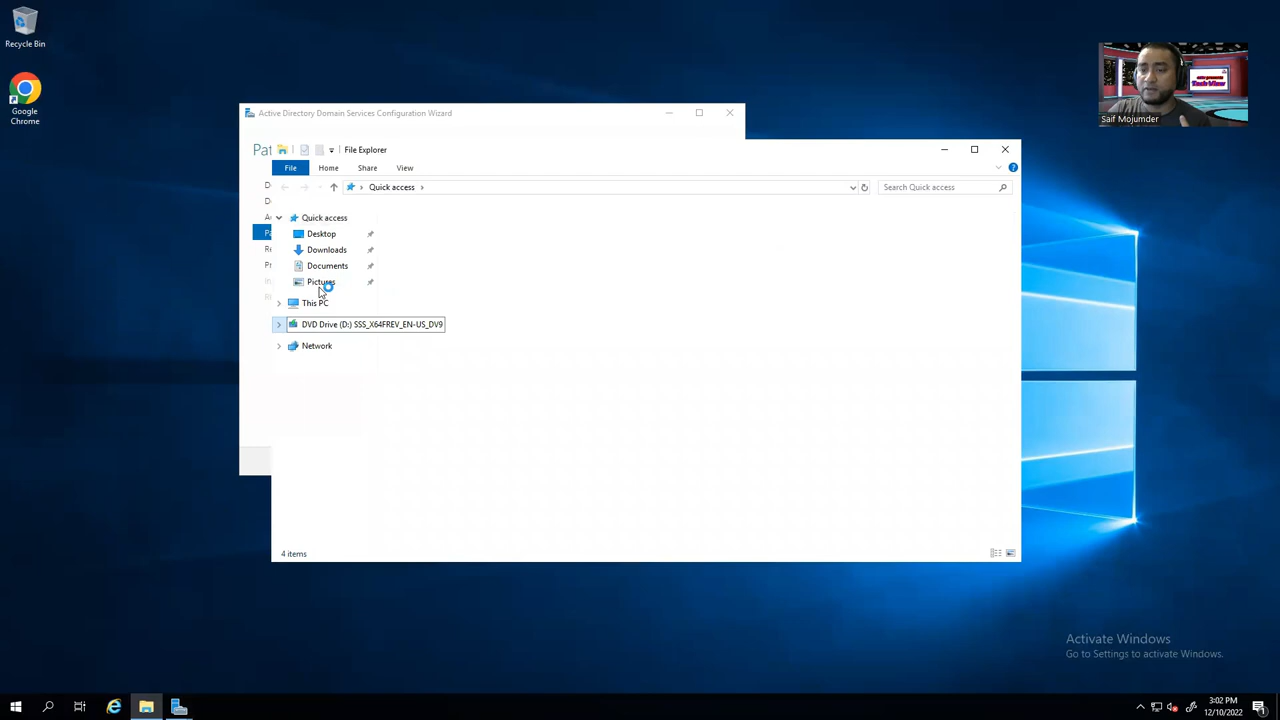 Recycle Bin
Google
Chrome
Saif Mojumder
Active Directory Domain Services Configuration Wizard
File Explorer
File Home Share View
Quick access
Search Quick access
Quick access
Desktop
Downloads
Documents
Pictures
This PC
DVD Drive (D:) SSS_X64FREV_EN-US_DV9
Network
4 items
Activate Windows
Go to Settings to activate Windows.
3:02 PM
12/10/2022